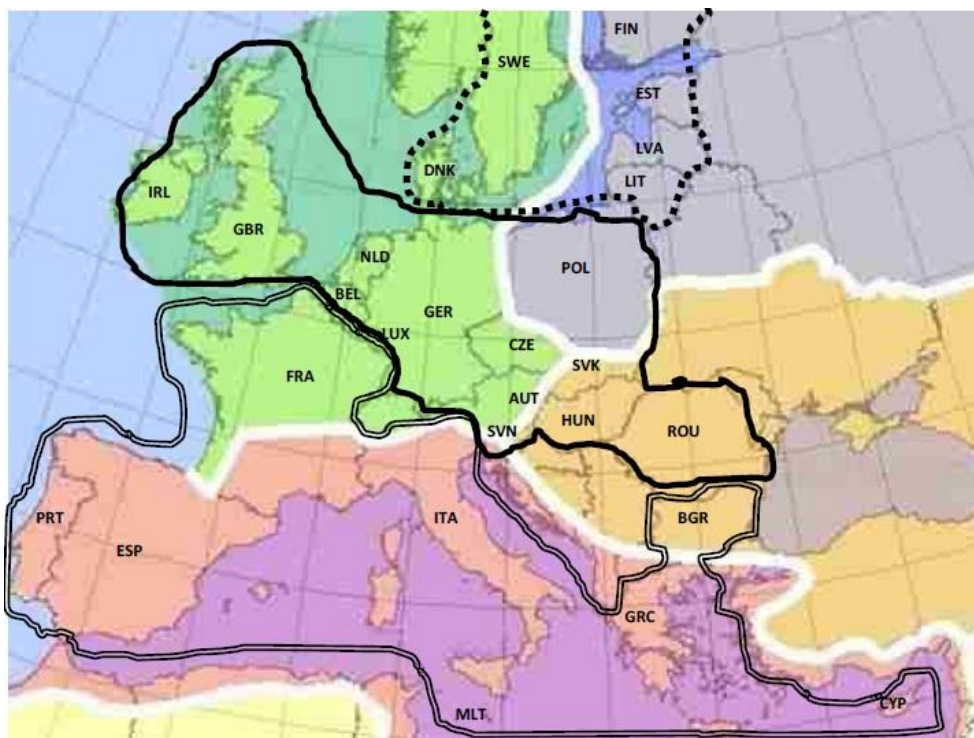 FIN
SWE
EST
LVA
DNK
LIT
IRL
GBR
NLD
POL
BEL
GER
LUX
CZE
SVK
FRA
AUT
HUN
SVN
ROU
PRT
ITA
BGR
ESP
GRC
CYP
MLT